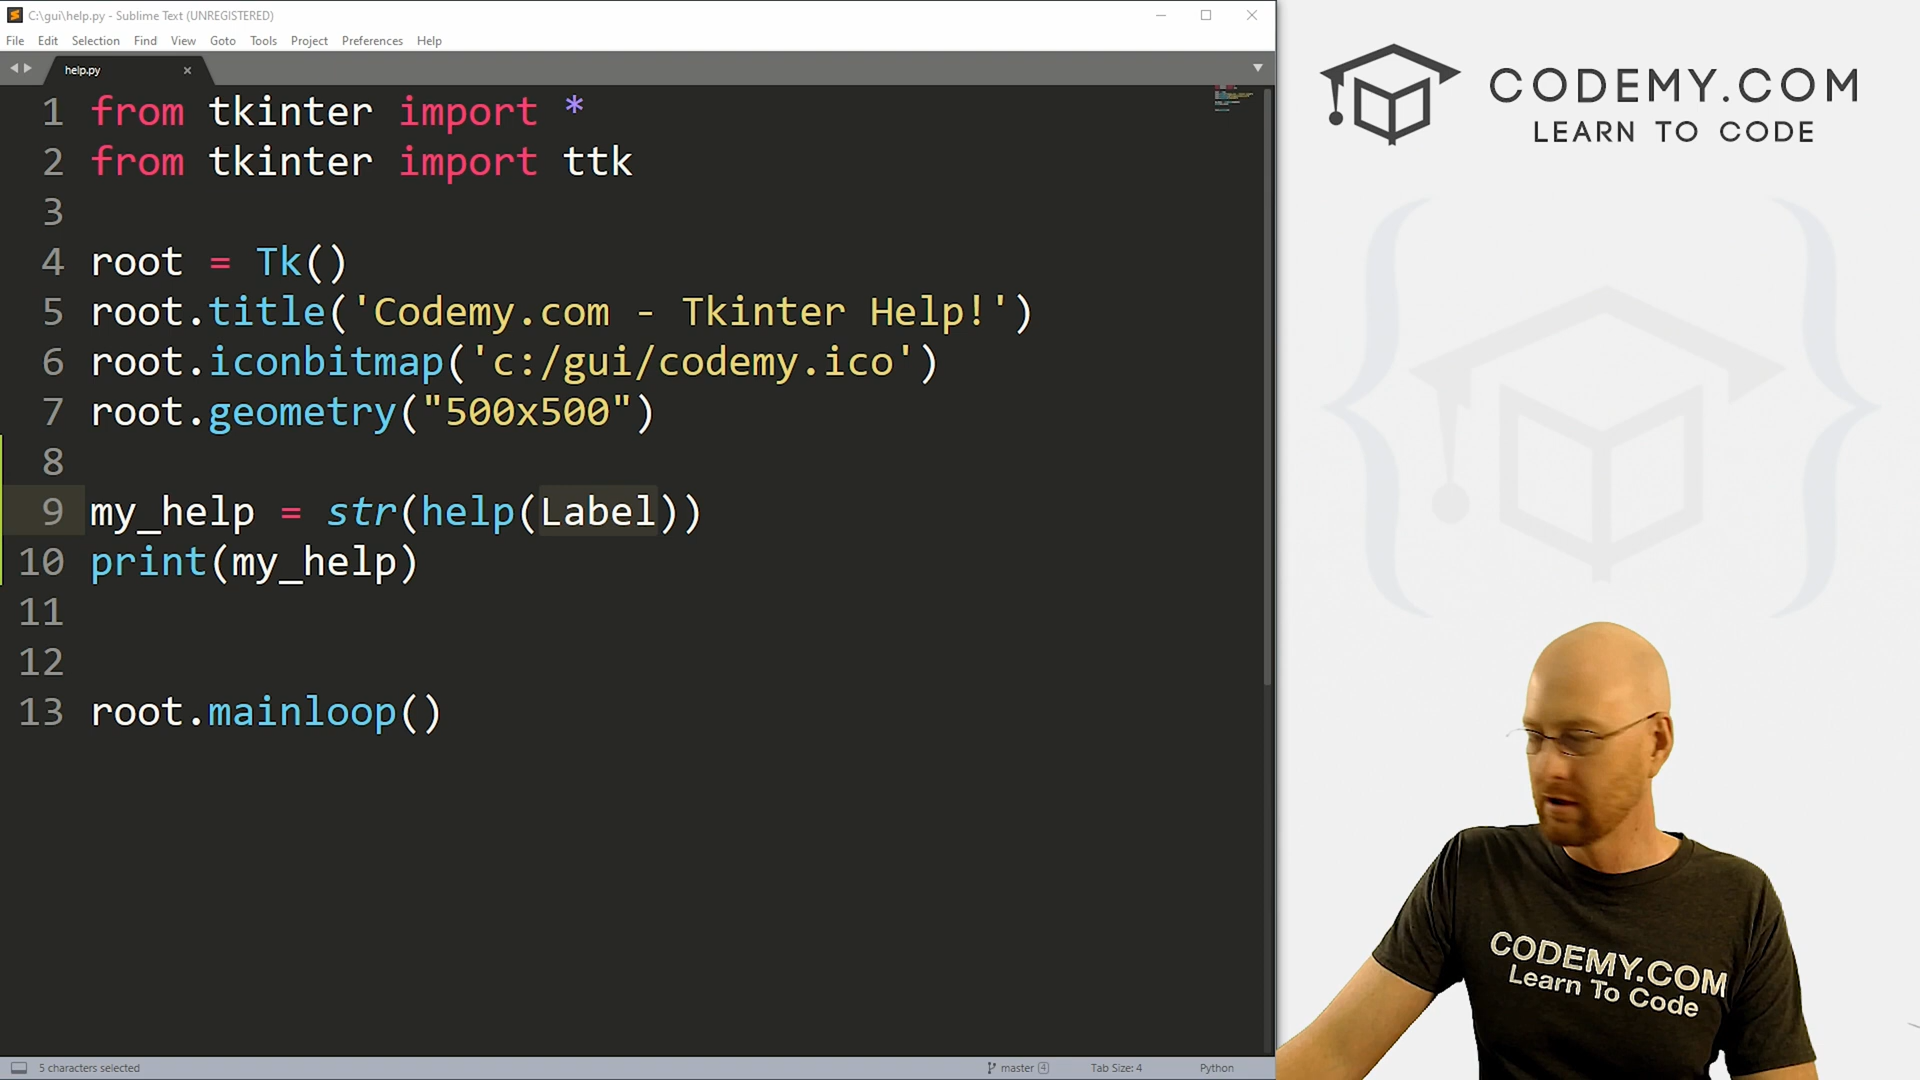 C:\gui\help.py - Sublime Text (UNREGISTERED)
File Edit Selection Find View Goto Tools Project Preferences Help
help.py
1 from tkinter import *
2 from tkinter import ttk
3
4 root = Tk()
5 root.title('Codemy.com - Tkinter Help!')
6 root.iconbitmap('c:/gui/codemy.ico')
7 root.geometry("500x500")
8
9 my_help = str(help(Label))
10 print(my_help)
11
12
13 root.mainloop()
5 characters selected
master 4
Tab Size: 4
Python
CODEMY.COM
LEARN TO CODE
CODEMY.COM
Learn To Code